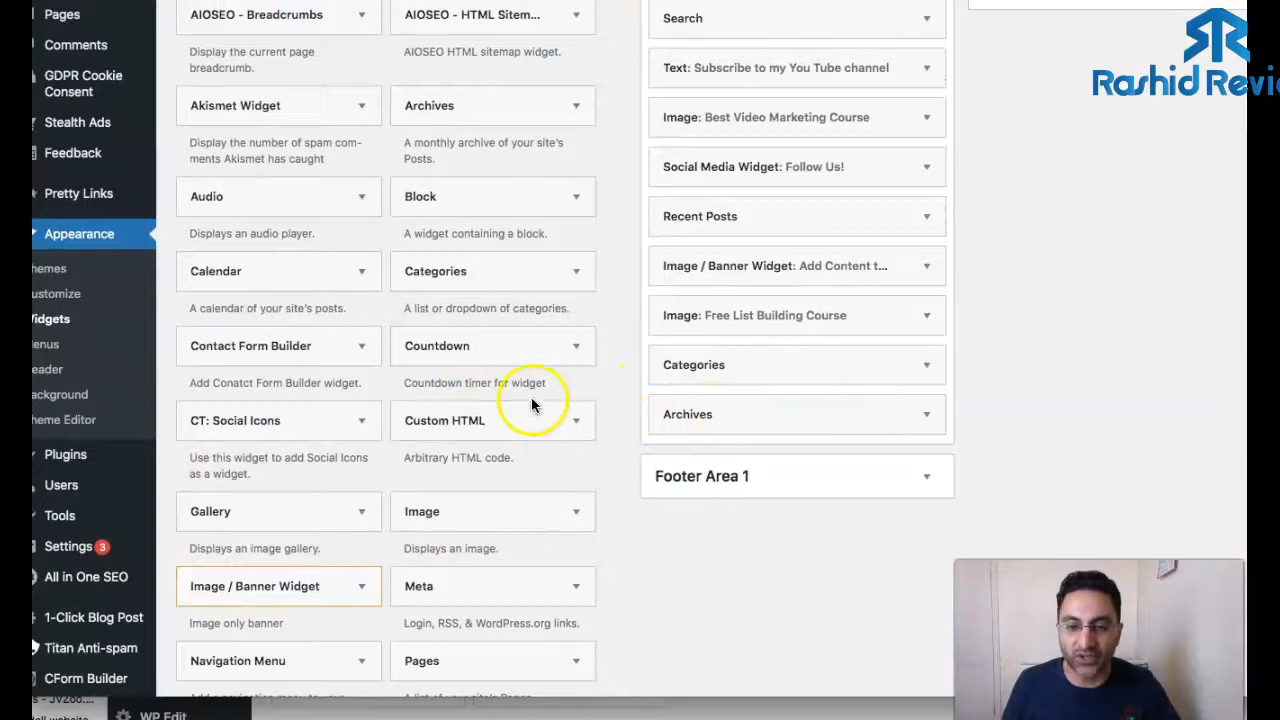 Pages
Comments
GDPR Cookie
Consent
Stealth Ads
Feedback
Pretty Links
Appearance
hemes
ustomize
Widgets
enus
eader
ackground
heme Editor
Plugins
Users
Tools
Settings 3
All in One SEO
1-Click Blog Post
Titan Anti-spam
CForm Builder
WP Edit
AIOSEO - Breadcrumbs
Display the current page
breadcrumb.
AIOSEO - HTML Sitem...
AIOSEO HTML sitemap widget.
Akismet Widget
Display the number of spam com-
ments Akismet has caught
Archives
A monthly archive of your site's
Posts.
Audio
Displays an audio player.
Block
A widget containing a block.
Calendar
A calendar of your site's posts.
Categories
A list or dropdown of categories.
Contact Form Builder
Add Conatct Form Builder widget.
Countdown
Countdown timer for widget
CT: Social Icons
Use this widget to add Social Icons
as a widget.
Custom HTML
Arbitrary HTML code.
Gallery
Displays an image gallery.
Image
Displays an image.
Image / Banner Widget
Image only banner
Meta
Login, RSS, & WordPress.org links.
Navigation Menu
Pages
Search
Text: Subscribe to my You Tube channel
Image: Best Video Marketing Course
Social Media Widget: Follow Us!
Recent Posts
Image / Banner Widget: Add Content t...
Image: Free List Building Course
Categories
Archives
Footer Area 1
Rashid Revie